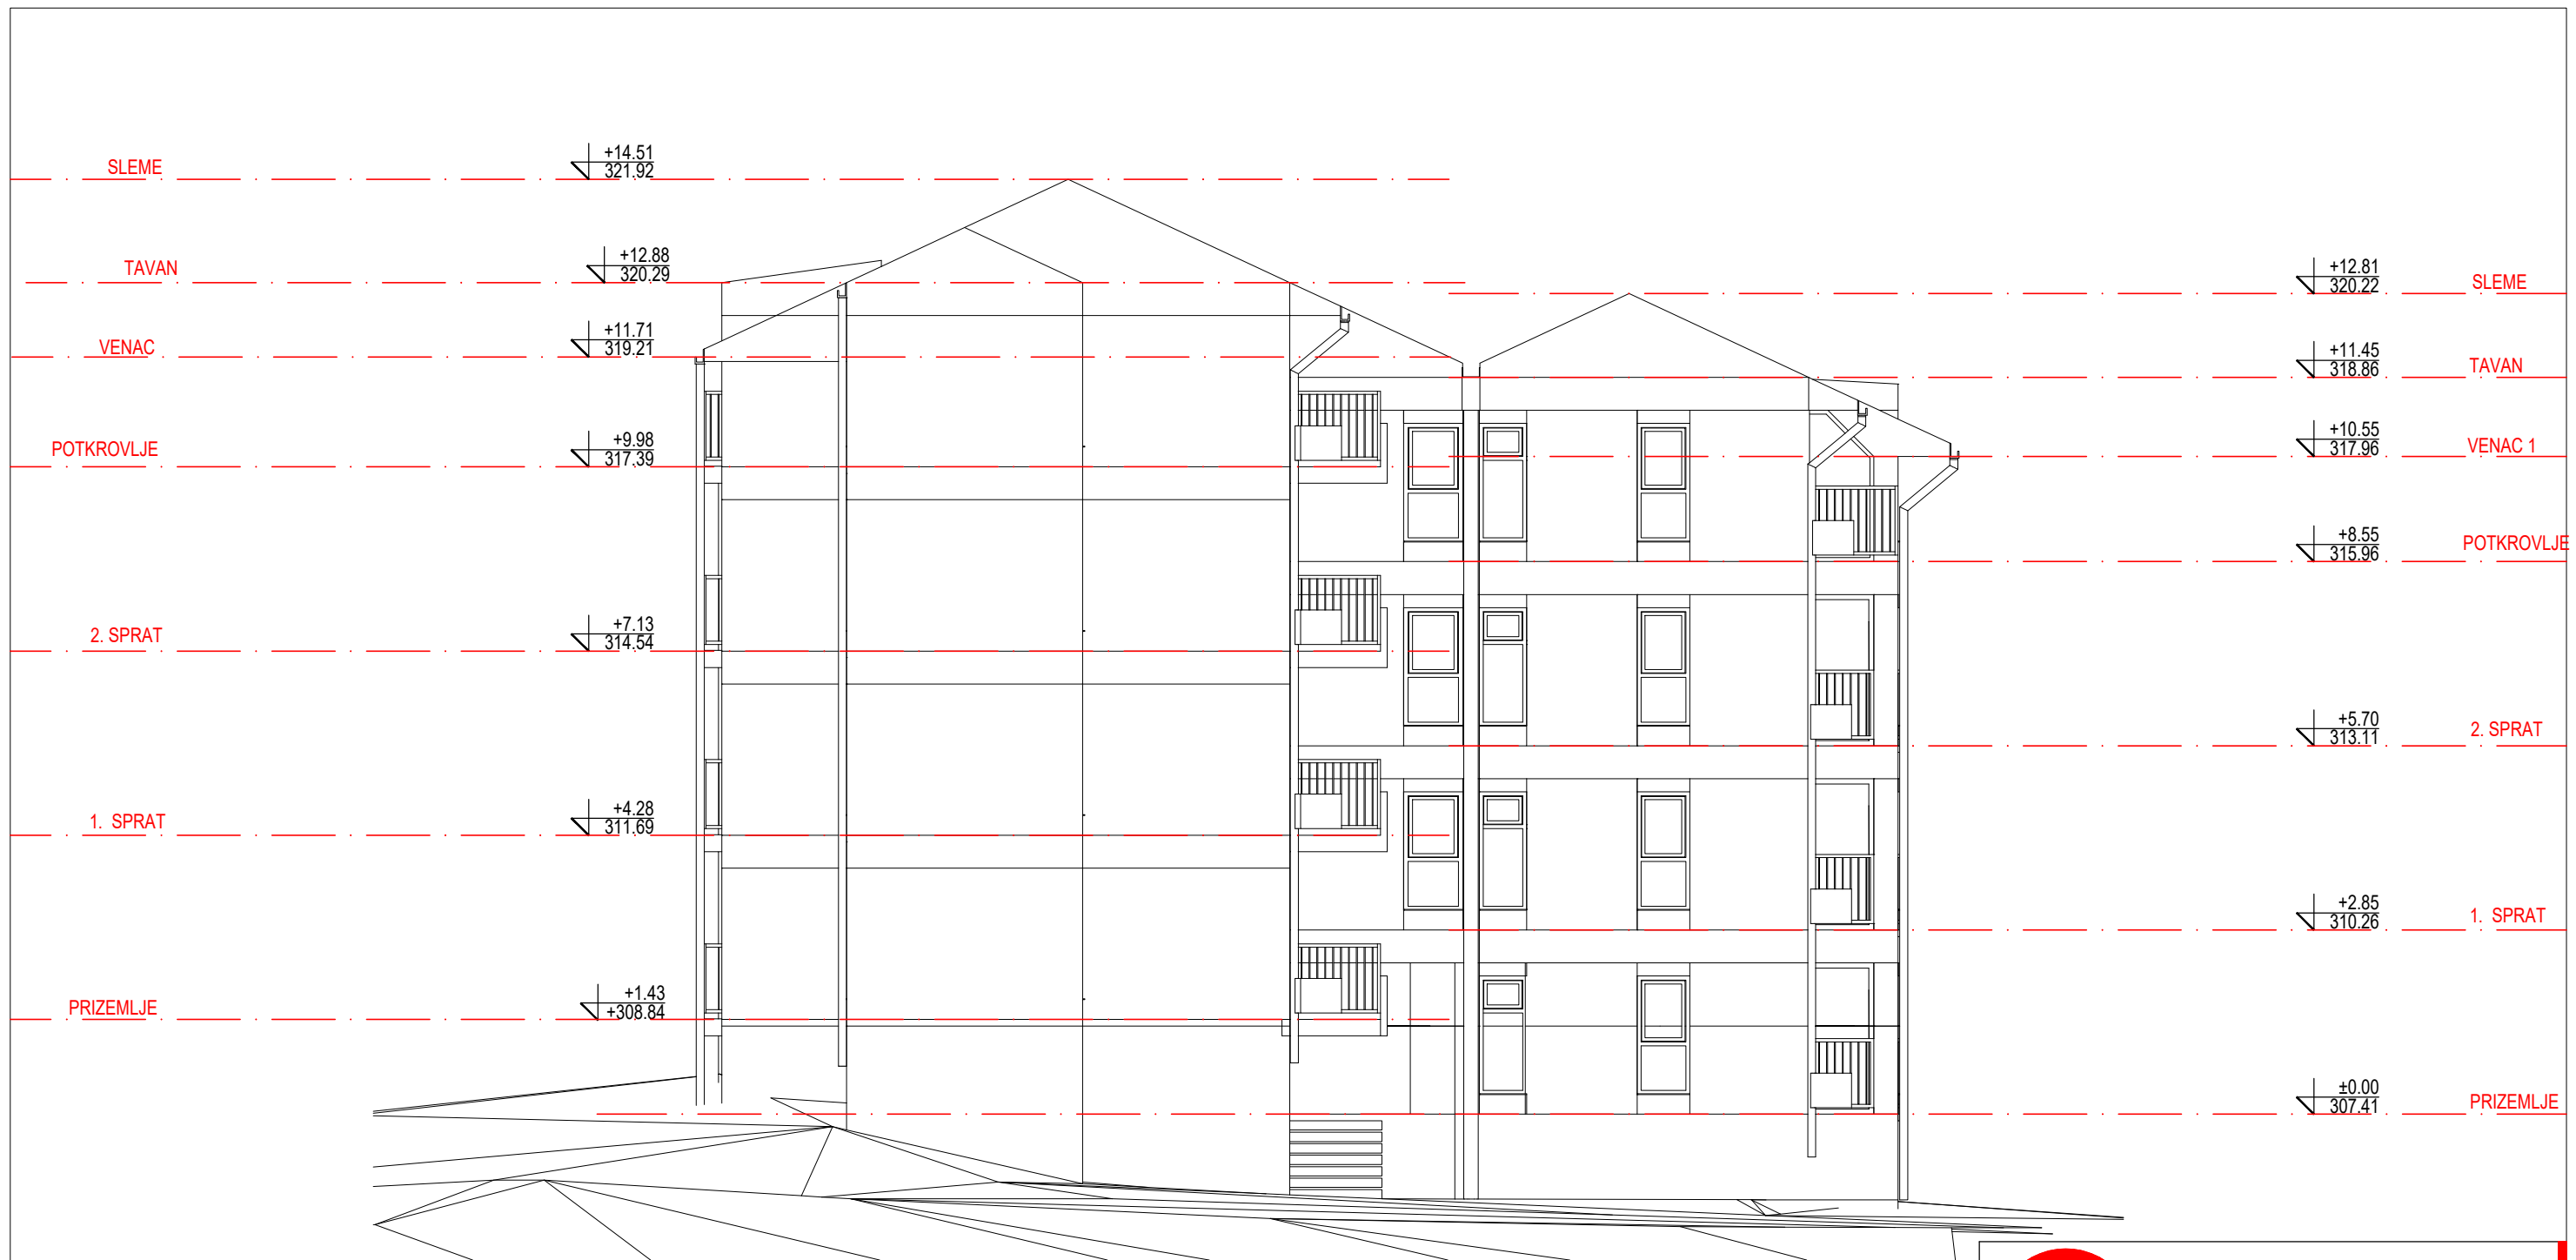 SLEME
+14.51
321.92
TAVAN
+12.88
320.29
+12.81
320.22
SLEME
VENAC
+11.71
319.21
+11.45
318.86
TAVAN
POTKROVLJE
+9.98
317.39
+10.55
317.96
VENAC 1
+8.55
315.96
POTKROVLJE
2. SPRAT
+7.13
314.54
+5.70
313.11
2. SPRAT
1. SPRAT
+4.28
311.69
+2.85
310.26
1. SPRAT
PRIZEMLJE
+1.43
+308.84
±0.00
307.41
PRIZEMLJE